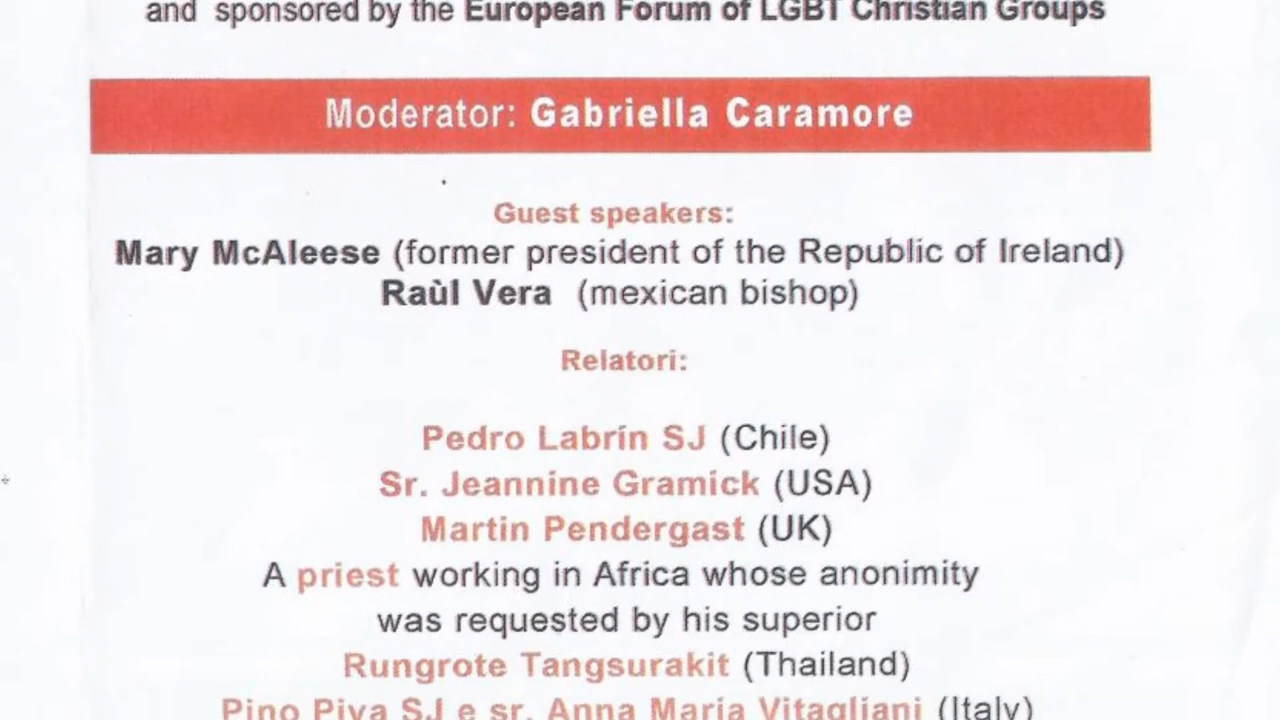 and sponsored by the European Forum of LGBT Christian Groups
Moderator: Gabriella Caramore
Guest speakers:
Mary McAleese (former president of the Republic of Ireland)
Raùl Vera (mexican bishop)
Relatori:
Pedro Labrín SJ (Chile)
Sr. Jeannine Gramick (USA)
Martin Pendergast (UK)
A priest working in Africa whose anonimity
was requested by his superior
Rungrote Tangsurakit (Thailand)
Pino Piva SJ e sr. Anna Maria Vitagliani (Italy)